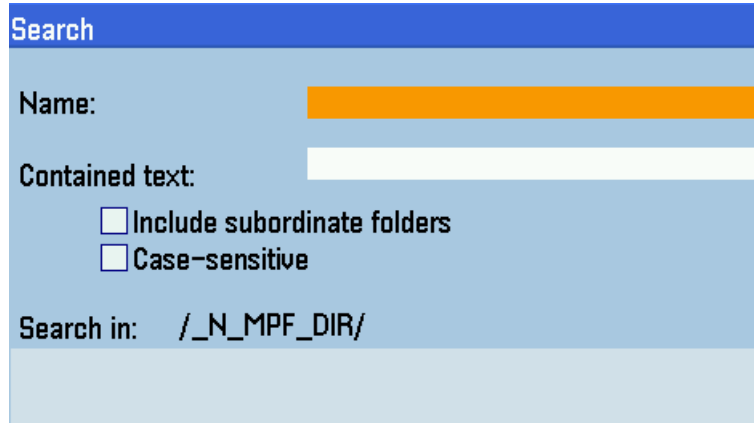 Search
Name:
Contained text:
Include subordinate folders
Case-sensitive
Search in: /_N_MPF_DIR/